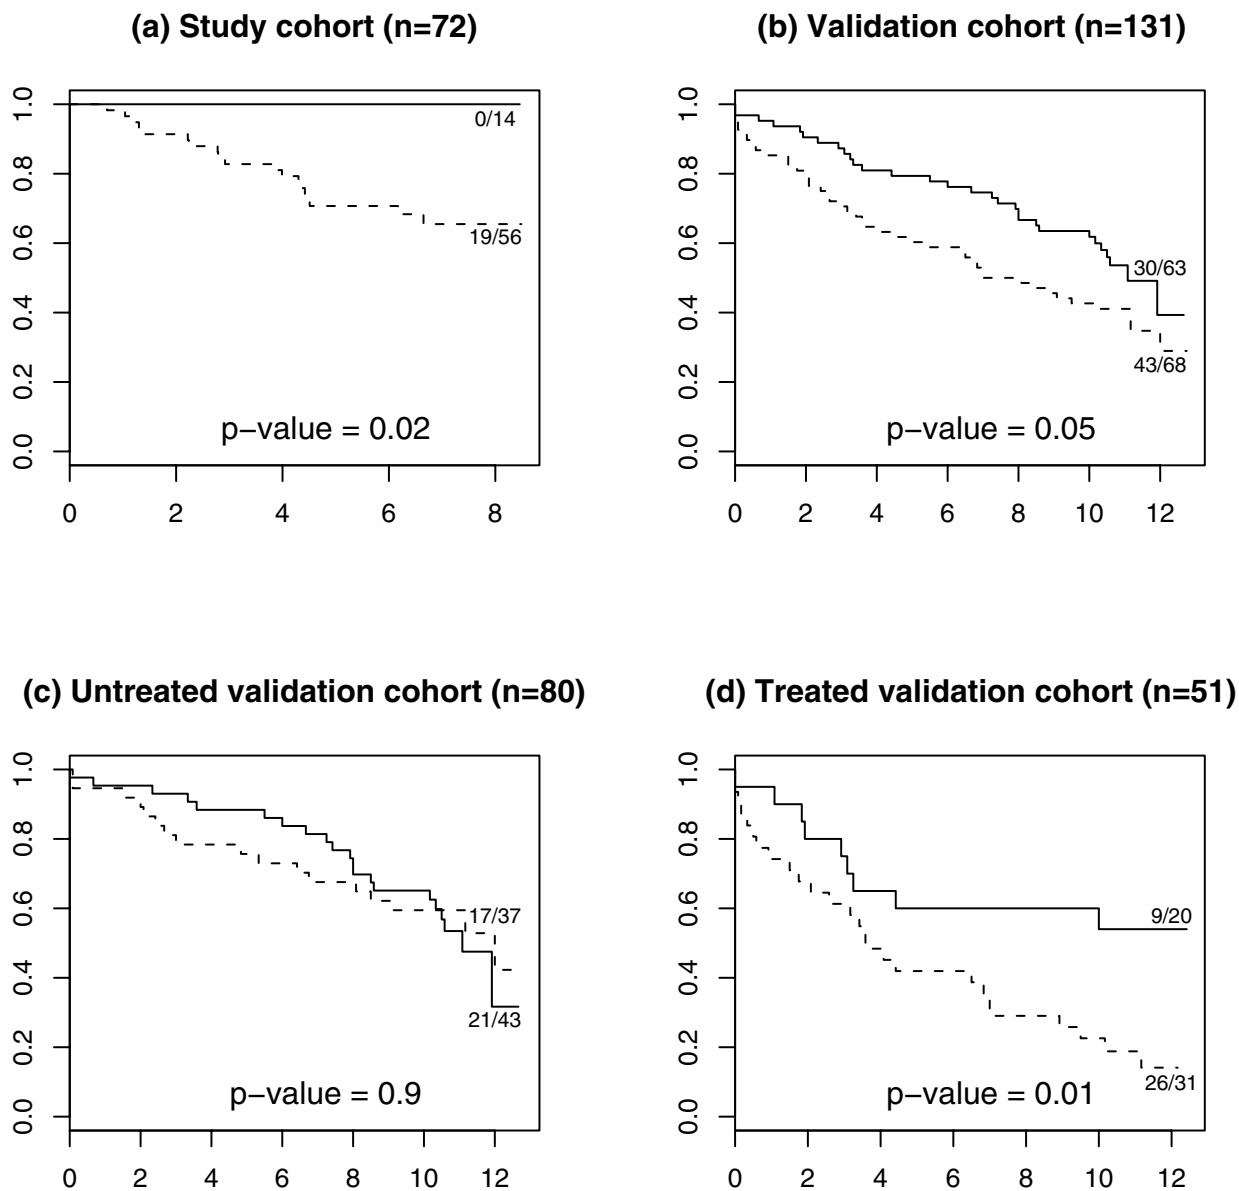 (a) Study cohort (n=72)
1.0
0.8
0.6
0.4
0.2
0.0
0/14
19/56
p−value = 0.02
0 2 4 6 8
(b) Validation cohort (n=131)
1.0
0.8
0.6
0.4
0.2
0.0
30/63
43/68
p−value = 0.05
0 2 4 6 8 10 12
(c) Untreated validation cohort (n=80)
1.0
0.8
0.6
0.4
0.2
0.0
17/37
21/43
p−value = 0.9
0 2 4 6 8 10 12
(d) Treated validation cohort (n=51)
1.0
0.8
0.6
0.4
0.2
0.0
9/20
26/31
p−value = 0.01
0 2 4 6 8 10 12